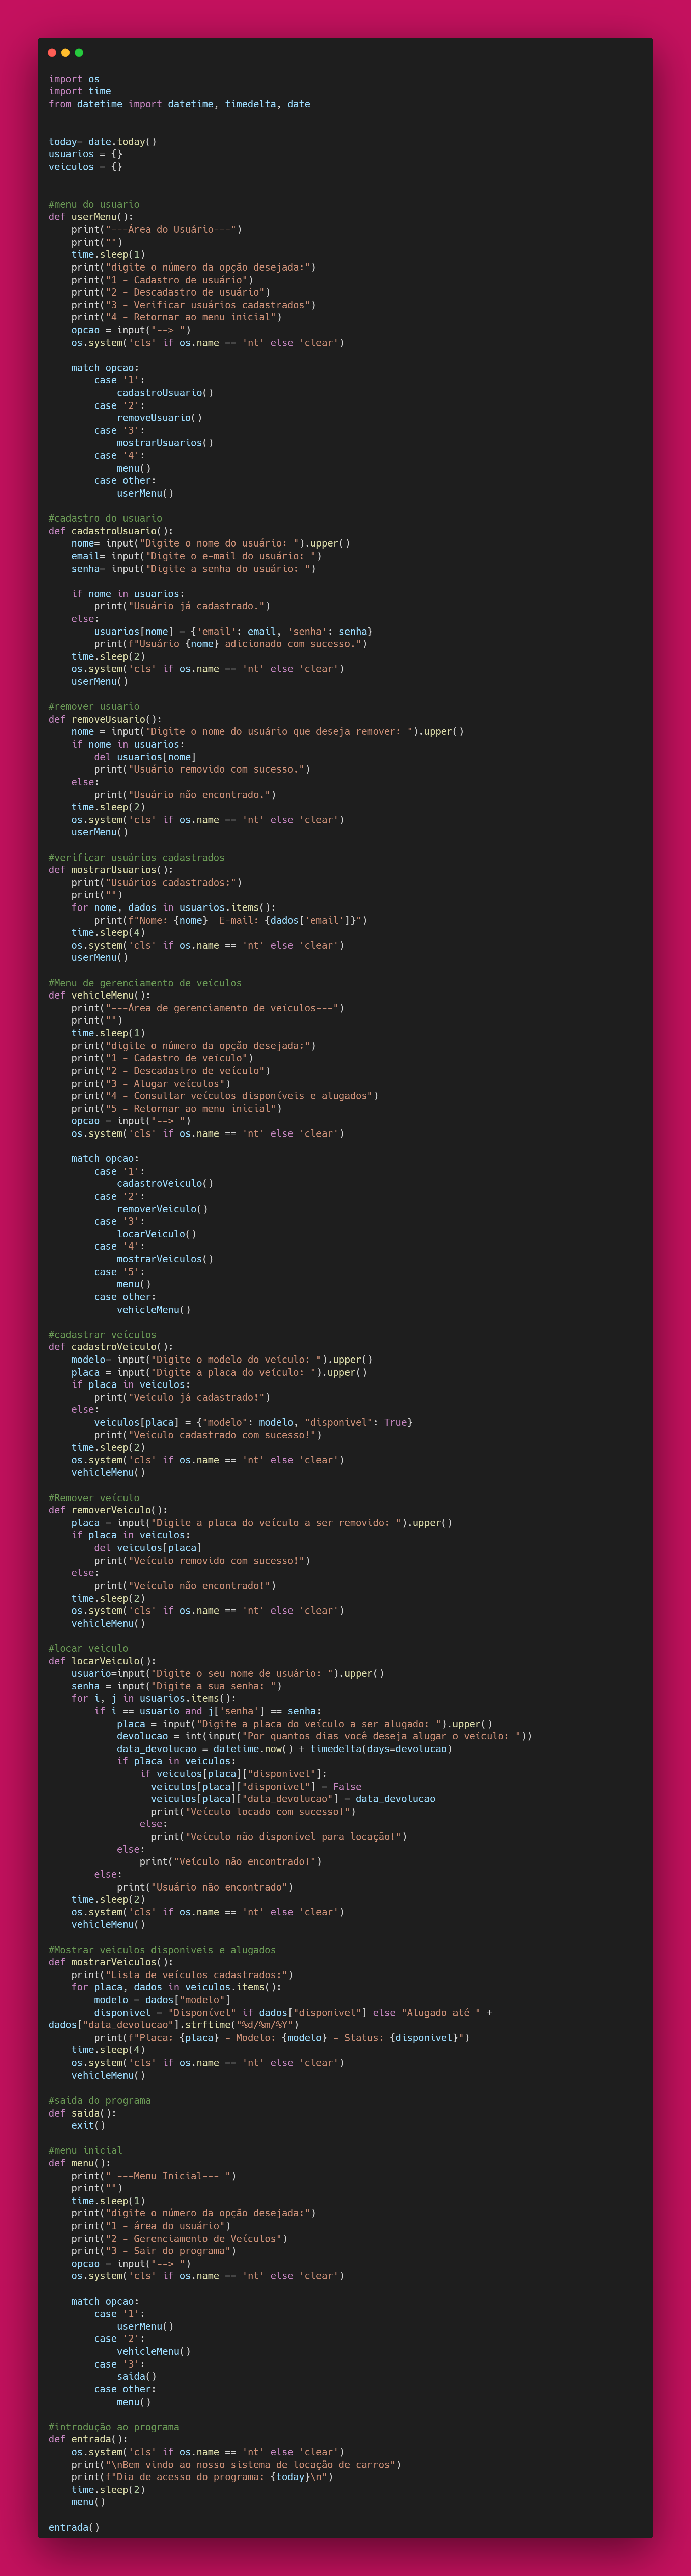 import os
import time
from datetime import datetime, timedelta, date
today= date.today()
usuarios = {}
veiculos = {}
#menu do usuario
def userMenu():
    print("---Área do Usuário---")
    print("")
    time.sleep(1)
    print("digite o número da opção desejada:")
    print("1 - Cadastro de usuário")
    print("2 - Descadastro de usuário")
    print("3 - Verificar usuários cadastrados")
    print("4 - Retornar ao menu inicial")
    opcao = input("--> ")
    os.system('cls' if os.name == 'nt' else 'clear')
    match opcao:
        case '1':
            cadastroUsuario()
        case '2':
            removeUsuario()
        case '3':
            mostrarUsuarios()
        case '4':
            menu()
        case other:
            userMenu()
#cadastro do usuario
def cadastroUsuario():
    nome= input("Digite o nome do usuário: ").upper()
    email= input("Digite o e-mail do usuário: ")
    senha= input("Digite a senha do usuário: ")
    if nome in usuarios:
        print("Usuário já cadastrado.")
    else:
        usuarios[nome] = {'email': email, 'senha': senha}
        print(f"Usuário {nome} adicionado com sucesso.")
    time.sleep(2)
    os.system('cls' if os.name == 'nt' else 'clear')
    userMenu()
#remover usuario
def removeUsuario():
    nome = input("Digite o nome do usuário que deseja remover: ").upper()
    if nome in usuarios:
        del usuarios[nome]
        print("Usuário removido com sucesso.")
    else:
        print("Usuário não encontrado.")
    time.sleep(2)
    os.system('cls' if os.name == 'nt' else 'clear')
    userMenu()
#verificar usuários cadastrados
def mostrarUsuarios():
    print("Usuários cadastrados:")
    print("")
    for nome, dados in usuarios.items():
        print(f"Nome: {nome}  E-mail: {dados['email']}")
    time.sleep(4)
    os.system('cls' if os.name == 'nt' else 'clear')
    userMenu()
#Menu de gerenciamento de veículos
def vehicleMenu():
    print("---Área de gerenciamento de veículos---")
    print("")
    time.sleep(1)
    print("digite o número da opção desejada:")
    print("1 - Cadastro de veículo")
    print("2 - Descadastro de veículo")
    print("3 - Alugar veículos")
    print("4 - Consultar veículos disponíveis e alugados")
    print("5 - Retornar ao menu inicial")
    opcao = input("--> ")
    os.system('cls' if os.name == 'nt' else 'clear')
    match opcao:
        case '1':
            cadastroVeiculo()
        case '2':
            removerVeiculo()
        case '3':
            locarVeiculo()
        case '4':
            mostrarVeiculos()
        case '5':
            menu()
        case other:
            vehicleMenu()
#cadastrar veículos
def cadastroVeiculo():
    modelo= input("Digite o modelo do veículo: ").upper()
    placa = input("Digite a placa do veículo: ").upper()
    if placa in veiculos:
        print("Veículo já cadastrado!")
    else:
        veiculos[placa] = {"modelo": modelo, "disponivel": True}
        print("Veículo cadastrado com sucesso!")
    time.sleep(2)
    os.system('cls' if os.name == 'nt' else 'clear')
    vehicleMenu()
#Remover veículo
def removerVeiculo():
    placa = input("Digite a placa do veículo a ser removido: ").upper()
    if placa in veiculos:
        del veiculos[placa]
        print("Veículo removido com sucesso!")
    else:
        print("Veículo não encontrado!")
    time.sleep(2)
    os.system('cls' if os.name == 'nt' else 'clear')
    vehicleMenu()
#locar veiculo
def locarVeiculo():
    usuario=input("Digite o seu nome de usuário: ").upper()
    senha = input("Digite a sua senha: ")
    for i, j in usuarios.items():
        if i == usuario and j['senha'] == senha:
            placa = input("Digite a placa do veículo a ser alugado: ").upper()
            devolucao = int(input("Por quantos dias você deseja alugar o veículo: "))
            data_devolucao = datetime.now() + timedelta(days=devolucao)
            if placa in veiculos:
                if veiculos[placa]["disponivel"]:
                  veiculos[placa]["disponivel"] = False
                  veiculos[placa]["data_devolucao"] = data_devolucao
                  print("Veículo locado com sucesso!")
                else:
                  print("Veículo não disponível para locação!")
            else:
                print("Veículo não encontrado!")
        else:
            print("Usuário não encontrado")
    time.sleep(2)
    os.system('cls' if os.name == 'nt' else 'clear')
    vehicleMenu()
#Mostrar veiculos disponiveis e alugados
def mostrarVeiculos():
    print("Lista de veículos cadastrados:")
    for placa, dados in veiculos.items():
        modelo = dados["modelo"]
        disponivel = "Disponível" if dados["disponivel"] else "Alugado até " +
dados["data_devolucao"].strftime("%d/%m/%Y")
        print(f"Placa: {placa} - Modelo: {modelo} - Status: {disponivel}")
    time.sleep(4)
    os.system('cls' if os.name == 'nt' else 'clear')
    vehicleMenu()
#saida do programa
def saida():
    exit()
#menu inicial
def menu():
    print(" ---Menu Inicial--- ")
    print("")
    time.sleep(1)
    print("digite o número da opção desejada:")
    print("1 - área do usuário")
    print("2 - Gerenciamento de Veículos")
    print("3 - Sair do programa")
    opcao = input("--> ")
    os.system('cls' if os.name == 'nt' else 'clear')
    match opcao:
        case '1':
            userMenu()
        case '2':
            vehicleMenu()
        case '3':
            saida()
        case other:
            menu()
#introdução ao programa
def entrada():
    os.system('cls' if os.name == 'nt' else 'clear')
    print("\nBem vindo ao nosso sistema de locação de carros")
    print(f"Dia de acesso do programa: {today}\n")
    time.sleep(2)
    menu()
entrada()